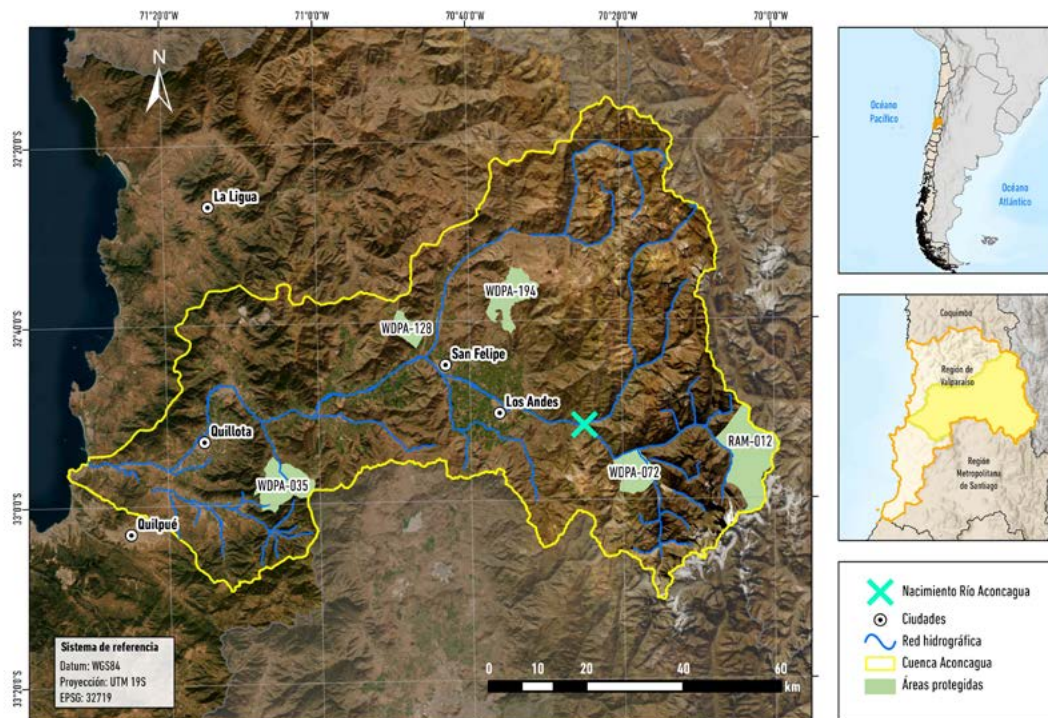 71°20'0"W
71°0'0"W
70°40'0"W
70°20'0"W
70°0'0"W
N
32°20'0"S
32°40'0"S
33°0'0"S
33°20'0"S
La Ligua
WDPA-194
WDPA-128
San Felipe
Los Andes
Quillota
RAM-012
WDPA-072
WDPA-035
Quilpué
Sistema de referencia
Datum: WGS84
Proyección: UTM 19S
EPSG: 32719
0 10 20 40 60
km
Océano
Pacífico
Océano
Atlántico
Coquimbo
Región de
Valparaíso
Región
Metropolitana
de Santiago
Nacimiento Río Aconcagua
Ciudades
Red hidrográfica
Cuenca Aconcagua
Áreas protegidas